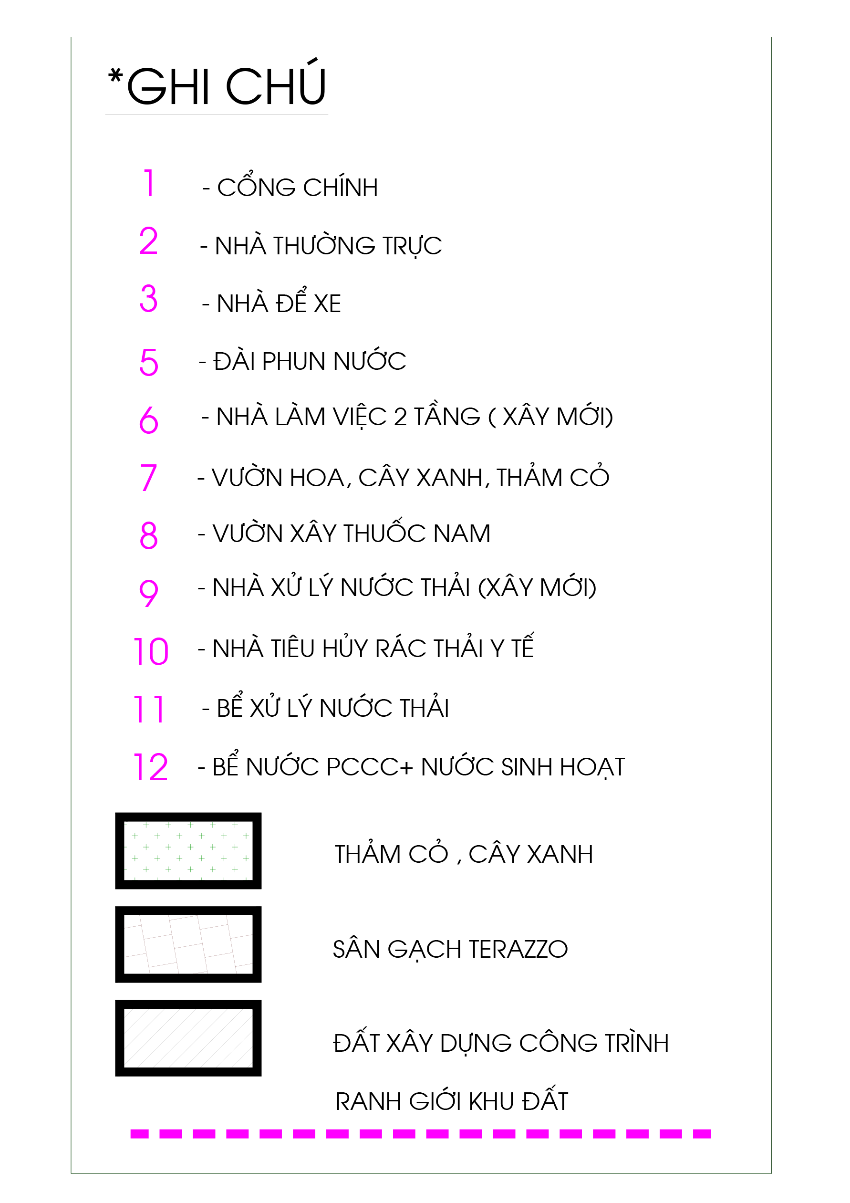 *GHI CHÚ
1 - CỔNG CHÍNH
2 - NHÀ THƯỜNG TRỰC
3 - NHÀ ĐỂ XE
5 - ĐÀI PHUN NƯỚC
6 - NHÀ LÀM VIỆC 2 TẦNG ( XÂY MỚI)
7 - VƯỜN HOA, CÂY XANH, THẢM CỎ
8 - VƯỜN XÂY THUỐC NAM
9 - NHÀ XỬ LÝ NƯỚC THẢI (XÂY MỚI)
10 - NHÀ TIÊU HỦY RÁC THẢI Y TẾ
11 - BỂ XỬ LÝ NƯỚC THẢI
12 - BỂ NƯỚC PCCC+ NƯỚC SINH HOẠT
THẢM CỎ , CÂY XANH
SÂN GẠCH TERAZZO
ĐẤT XÂY DỰNG CÔNG TRÌNH
RANH GIỚI KHU ĐẤT